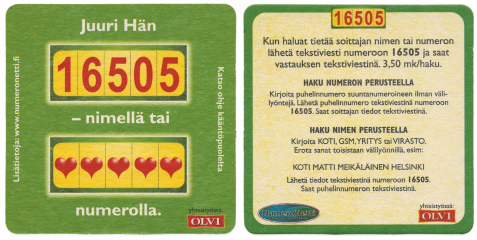 Juuri Hän
16505
– nimellä tai
numerolla.
Lisätietoja: www.numeronetti.fi
Katso ohje kääntöpuolelta
yhteistyössä:
OLVI
16505
Kun haluat tietää soittajan nimen tai numeron
lähetä tekstiviesti numeroon 16505 ja saat
vastauksen tekstiviestinä. 3,50 mk/haku.
HAKU NUMERON PERUSTEELLA
Kirjoita puhelinnumero suuntanumeroineen ilman väli-
lyöntejä. Lähetä puhelinnumero tekstiviestinä numeroon
16505. Saat soittajan tiedot tekstiviestinä.
HAKU NIMEN PERUSTEELLA
Kirjoita KOTI, GSM, YRITYS tai VIRASTO.
Erota sanat toisistaan välilyönnillä, esim:
KOTI MATTI MEIKÄLÄINEN HELSINKI
Lähetä tiedot tekstiviestinä numeroon 16505.
Saat puhelinnumeron tekstiviestinä.
NumeroNetti
yhteistyössä:
OLVI